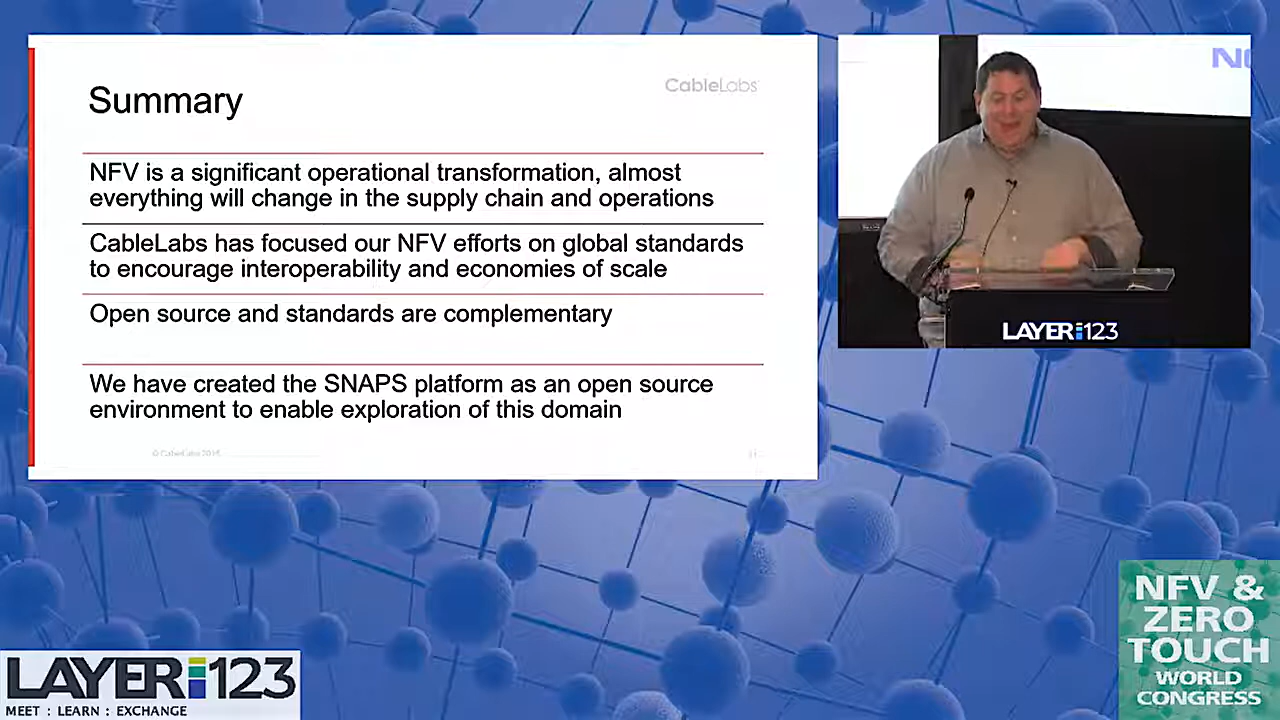 CableLabs
Summary
NFV is a significant operational transformation, almost
everything will change in the supply chain and operations
CableLabs has focused our NFV efforts on global standards
to encourage interoperability and economies of scale
Open source and standards are complementary
We have created the SNAPS platform as an open source
environment to enable exploration of this domain
LAYER123
LAYER123
MEET : LEARN : EXCHANGE
NFV &
ZERO
TOUCH
WORLD
CONGRESS